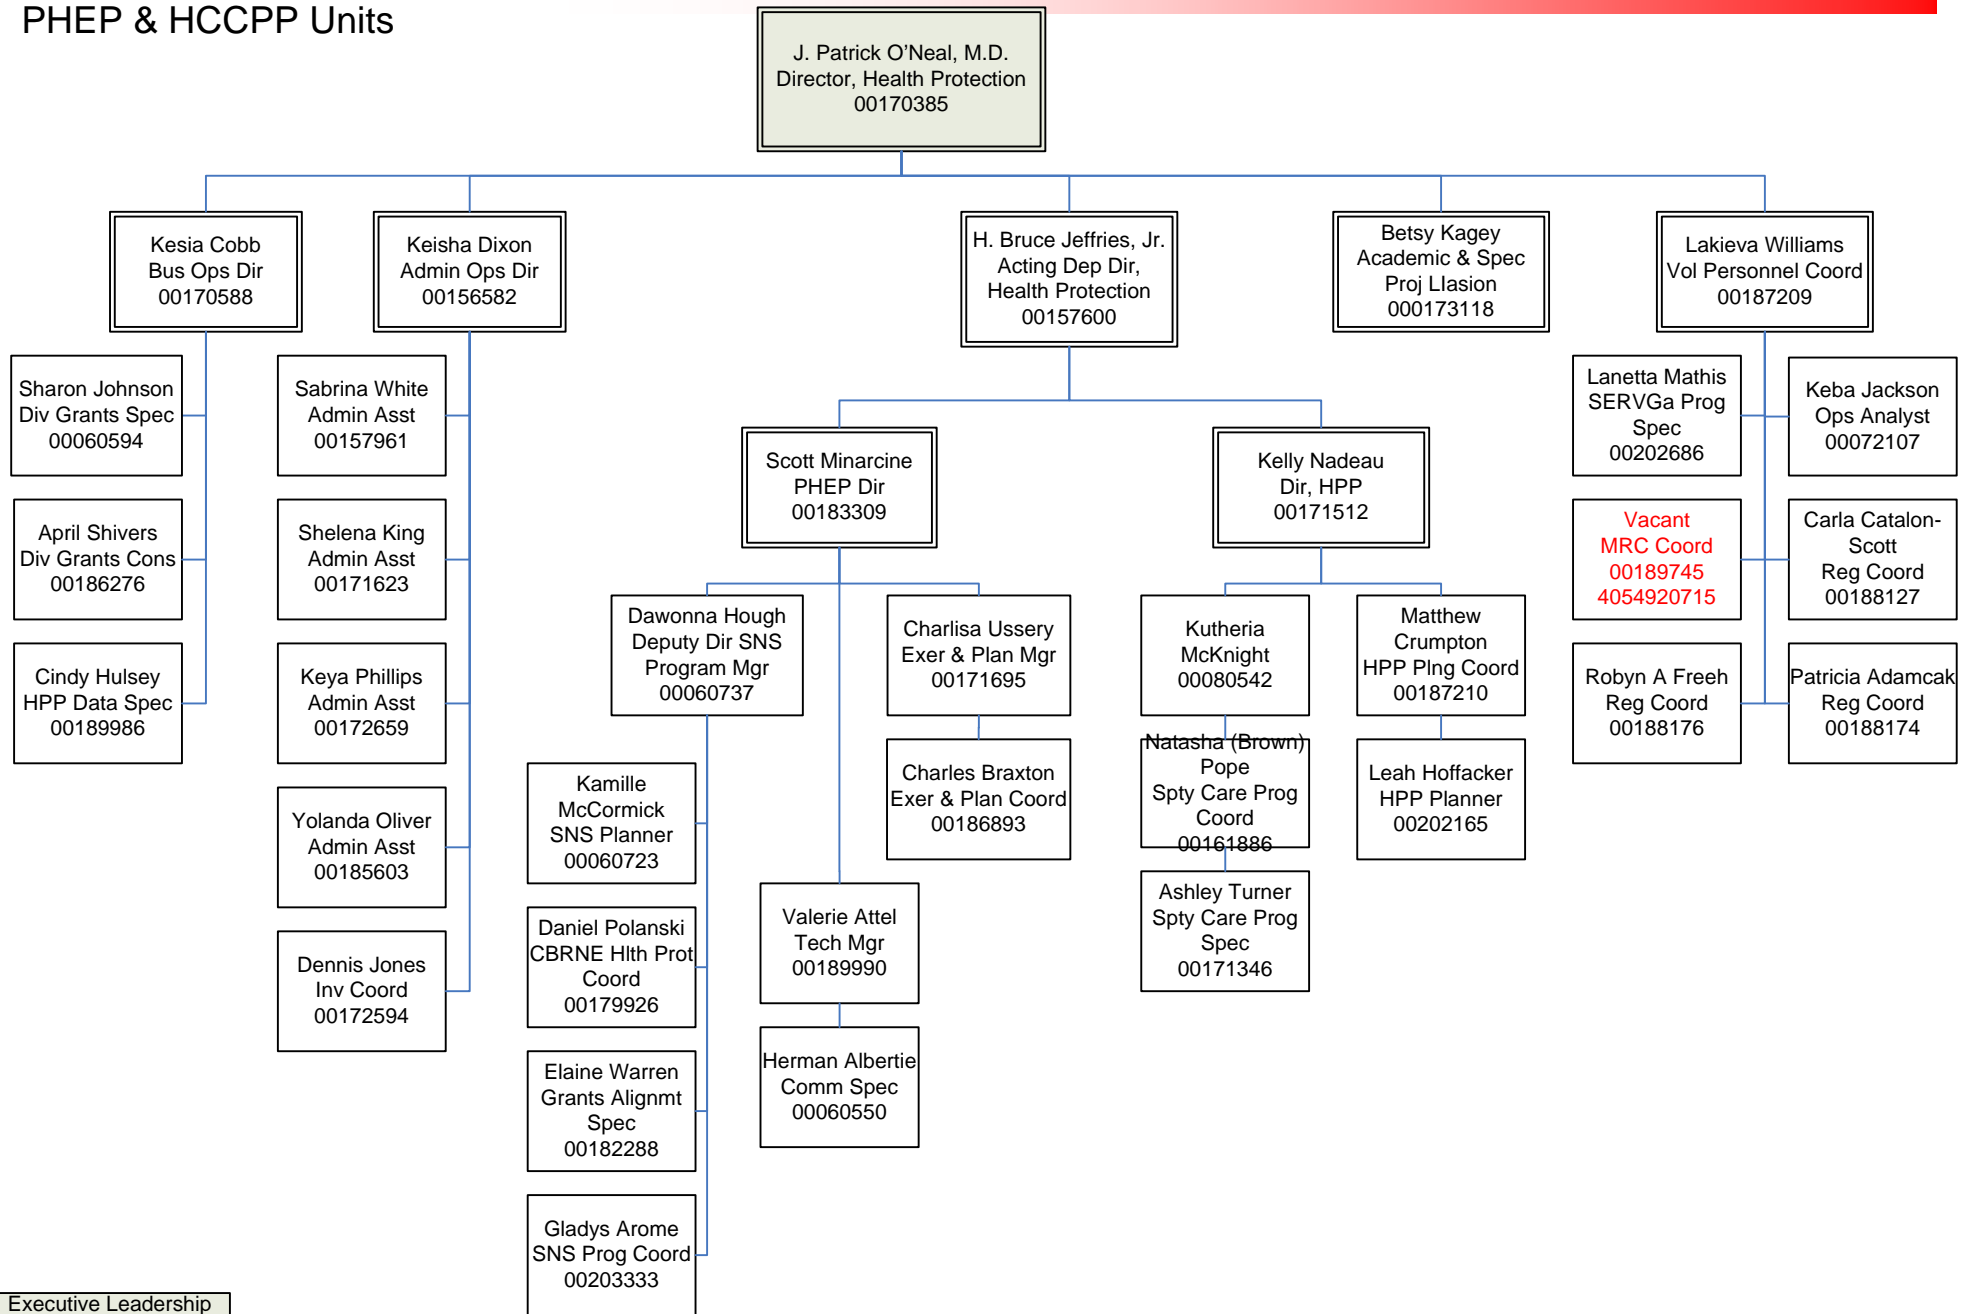 PHEP & HCCPP Units
J. Patrick O’Neal, M.D.
Director, Health Protection
00170385
Kesia Cobb
Bus Ops Dir
00170588
Keisha Dixon
Admin Ops Dir
00156582
H. Bruce Jeffries, Jr.
Acting Dep Dir,
Health Protection
00157600
Betsy Kagey
Academic & Spec
Proj LIasion
000173118
Lakieva Williams
Vol Personnel Coord
00187209
Sharon Johnson
Div Grants Spec
00060594
April Shivers
Div Grants Cons
00186276
Cindy Hulsey
HPP Data Spec
00189986
Sabrina White
Admin Asst
00157961
Shelena King
Admin Asst
00171623
Keya Phillips
Admin Asst
00172659
Yolanda Oliver
Admin Asst
00185603
Dennis Jones
Inv Coord
00172594
Scott Minarcine
PHEP Dir
00183309
Kelly Nadeau
Dir, HPP
00171512
Dawonna Hough
Deputy Dir SNS
Program Mgr
00060737
Kamille
McCormick
SNS Planner
00060723
Daniel Polanski
CBRNE Hlth Prot
Coord
00179926
Elaine Warren
Grants Alignmt
Spec
00182288
Gladys Arome
SNS Prog Coord
00203333
Valerie Attel
Tech Mgr
00189990
Herman Albertie
Comm Spec
00060550
Charlisa Ussery
Exer & Plan Mgr
00171695
Charles Braxton
Exer & Plan Coord
00186893
Kutheria
McKnight
00080542
Natasha (Brown)
Pope
Spty Care Prog
Coord
00161886
Ashley Turner
Spty Care Prog
Spec
00171346
Matthew
Crumpton
HPP Plng Coord
00187210
Leah Hoffacker
HPP Planner
00202165
Lanetta Mathis
SERVGa Prog
Spec
00202686
Keba Jackson
Ops Analyst
00072107
Vacant
MRC Coord
00189745
4054920715
Carla Catalon-
Scott
Reg Coord
00188127
Robyn A Freeh
Reg Coord
00188176
Patricia Adamcak
Reg Coord
00188174
Executive Leadership